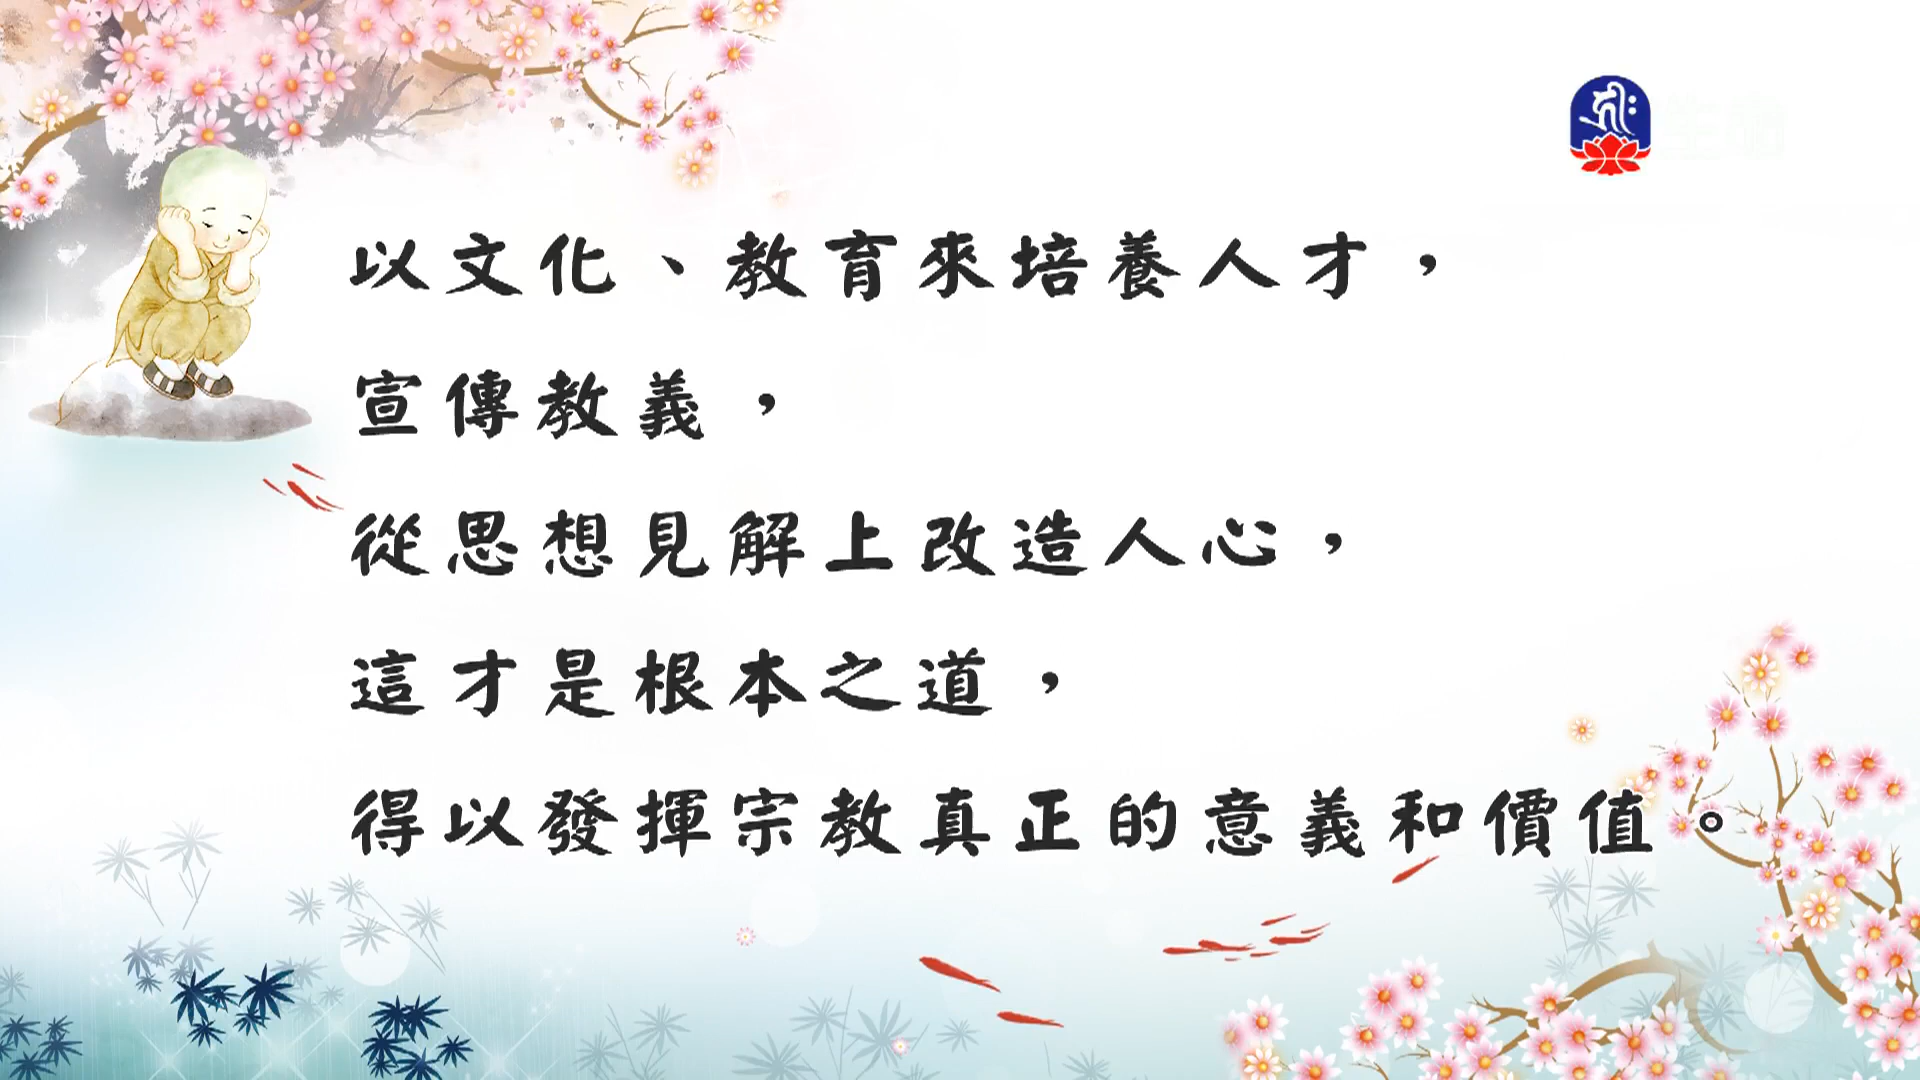 以文化、教育來培養人才，
宣傳教義，
從思想見解上改造人心，
這才是根本之道，
得以發揮宗教真正的意義和價值。